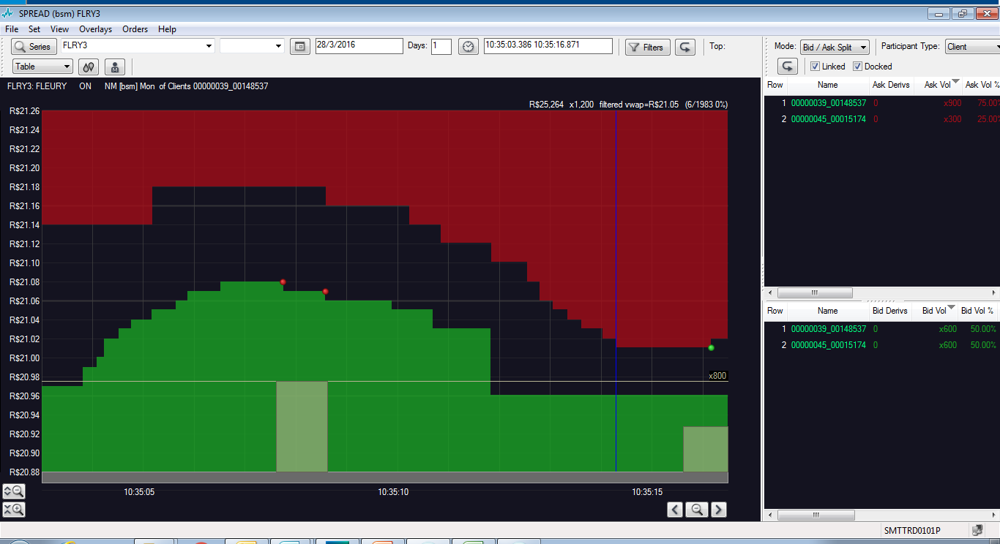 SPREAD (bsm) FLRY3
File Set View Overlays Orders Help
Series FLRY3 28/3/2016 Days: 1 10:35:03.386 10:35:16.871 Filters Top:
Table
Mode: Bid / Ask Split Participant Type: Client
Linked Docked
FLRY3: FLEURY ON NM [bsm] Mon of Clients 00000039_00148537
R$25,264 x1,200 filtered vwap=R$21.05 (6/1983 0%)
R$21.26
R$21.24
R$21.22
R$21.20
R$21.18
R$21.16
R$21.14
R$21.12
R$21.10
R$21.08
R$21.06
R$21.04
R$21.02
R$21.00
R$20.98
R$20.96
R$20.94
R$20.92
R$20.90
R$20.88
x800
10:35:05 10:35:10 10:35:15
Row Name Ask Derivs Ask Vol Ask Vol %
1 00000039_00148537 0 x900 75.00%
2 00000045_00015174 0 x300 25.00%
Row Name Bid Derivs Bid Vol Bid Vol %
1 00000039_00148537 0 x600 50.00%
2 00000045_00015174 0 x600 50.00%
SMTTRD0101P